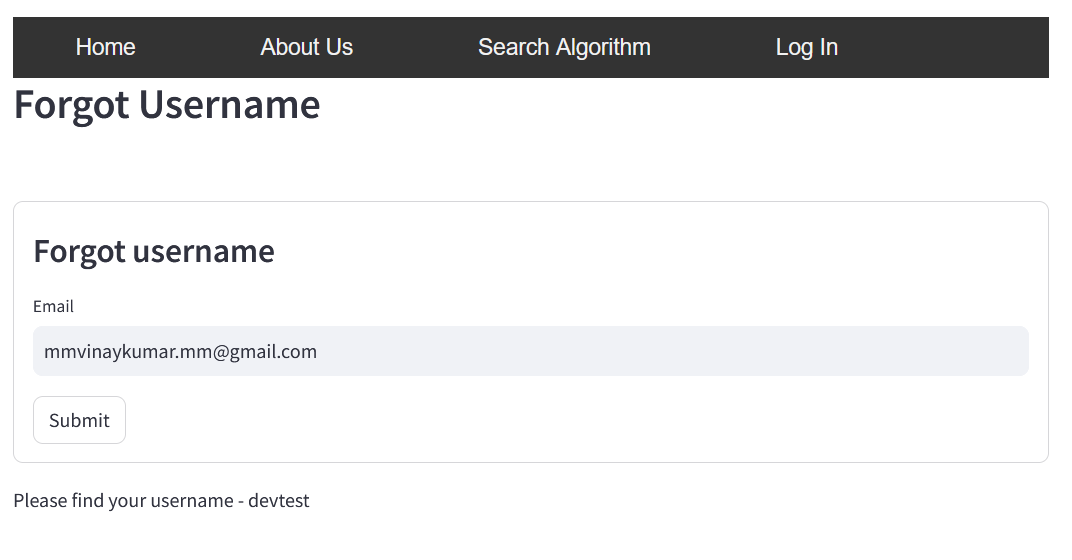 Home About Us Search Algorithm Log In
Forgot Username
Forgot username
Email
mmvinaykumar.mm@gmail.com
Submit
Please find your username - devtest